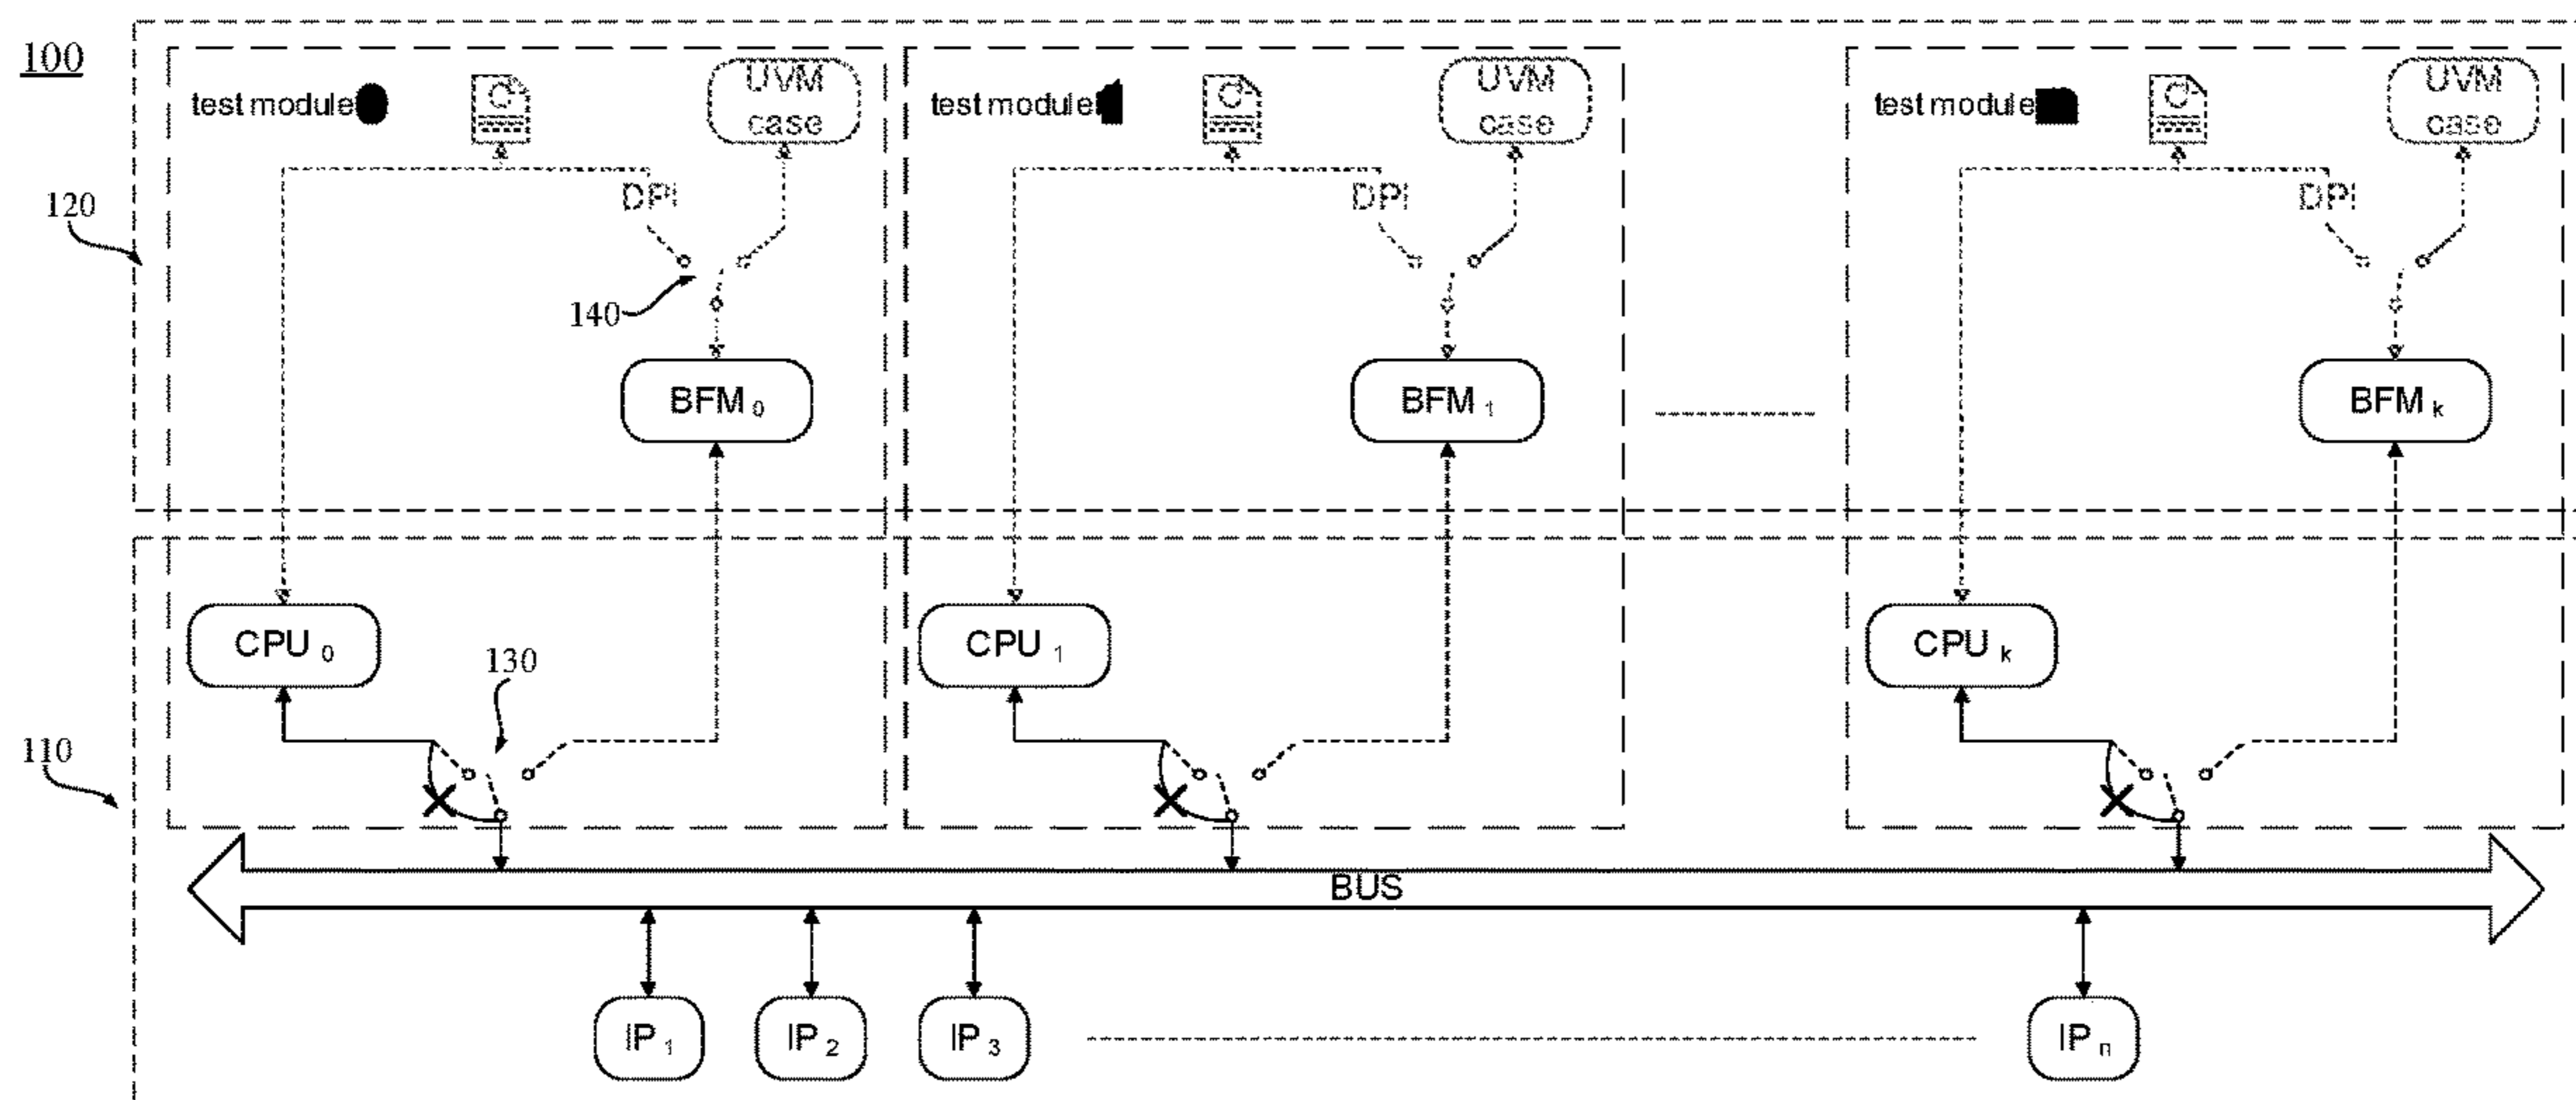 100
test module
UVM
case
test module
UVM
case
test module
UVM
case
120
DPI
DPI
DPI
140
BFM 0
BFM 1
BFM k
CPU 0
CPU 1
CPU k
130
110
BUS
IP 1
IP 2
IP 3
IP n